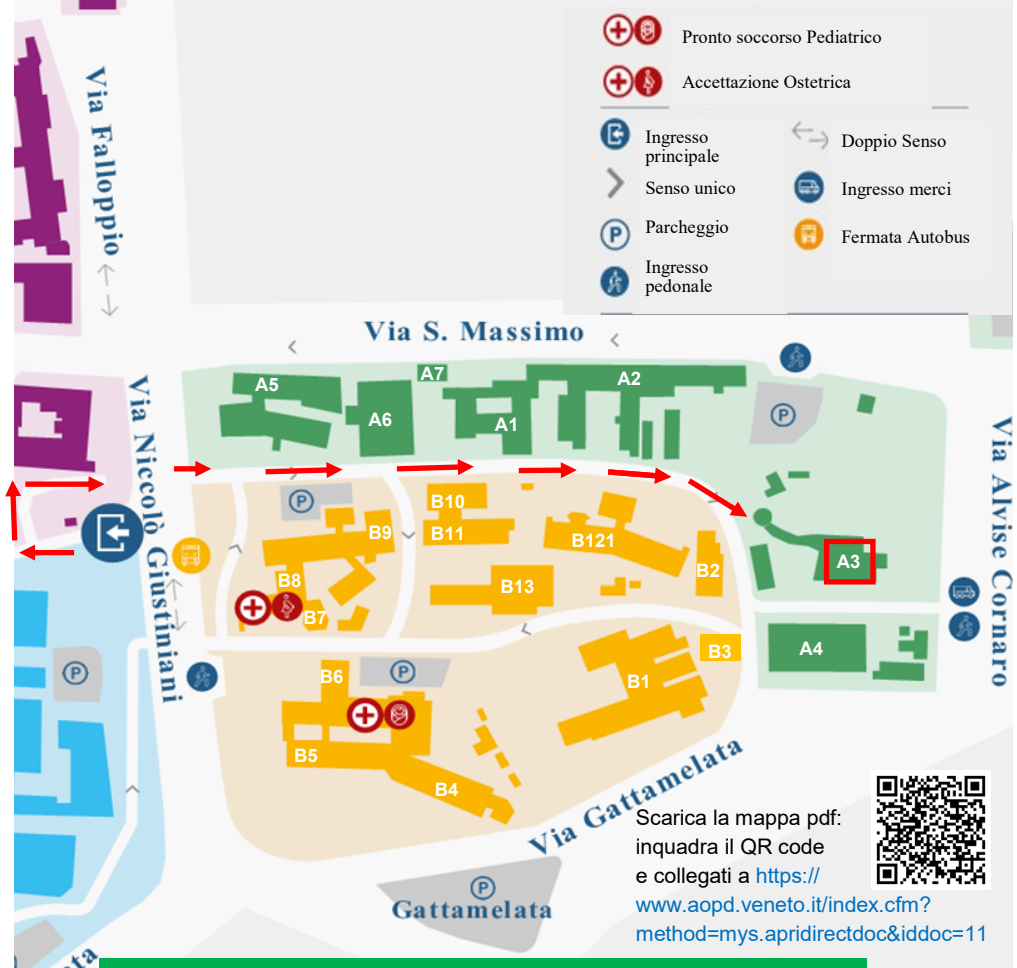 Pronto soccorso Pediatrico
Accettazione Ostetrica
Ingresso
principale
Doppio Senso
Senso unico
Ingresso merci
P
Parcheggio
Fermata Autobus
Ingresso
pedonale
Via Falloppio
Via S. Massimo
Via Niccolò Giustiniani
Via Alvise Cornaro
A5
A7
A2
A6
A1
P
P
B10
B9
B11
B121
B2
A3
B8
B7
B13
P
B6
P
B3
A4
B1
B5
B4
Via Gattamelata
P
Gattamelata
ata
Scarica la mappa pdf:
inquadra il QR code
e collegati a https://
www.aopd.veneto.it/index.cfm?
method=mys.apridirectdoc&iddoc=11